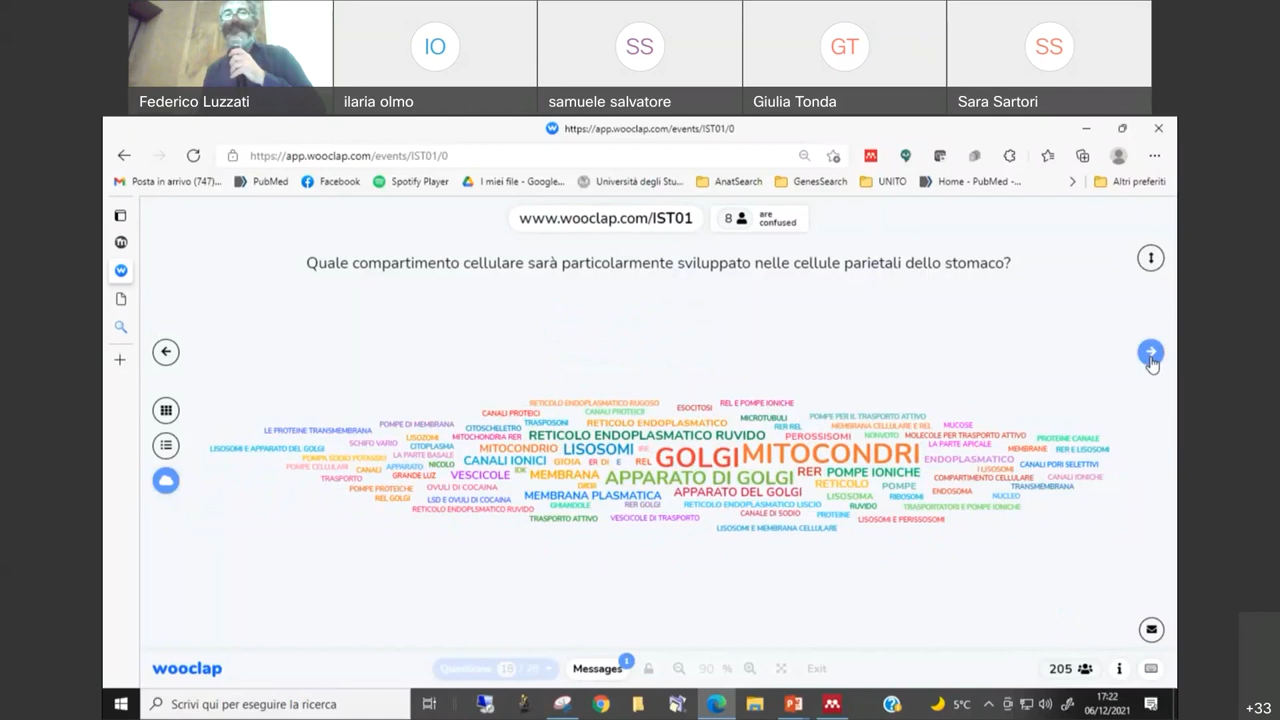 IO SS GT SS
Federico Luzzati ilaria olmo samuele salvatore Giulia Tonda Sara Sartori
https://app.wooclap.com/events/IST01/0
https://app.wooclap.com/events/IST01/0
Posta in arrivo (747)... PubMed Facebook Spotify Player I miei file - Google... Università degli Stu... AnatSearch GenesSearch UNITO Home - PubMed -... Altri preferiti
www.wooclap.com/IST01 8 are confused
Quale compartimento cellulare sarà particolarmente sviluppato nelle cellule parietali dello stomaco?
RETICOLO ENDOPLASMATICO RUGOSO ESOCITOSI REL E POMPE IONICHE
CANALI PROTEICI CANALI PROTEICE MICROTUBULI POMPE PER IL TRASPORTO ATTIVO
POMPE DI MEMBRANA CITOSCHELETRO TRASPOSONI RETICOLO ENDOPLASMATICO RER REL MEMBRANA CELLULARE E REL MUCOSE
LE PROTEINE TRANSMEMBRANA LISOZOMI MITOCHONDRIA RER RETICOLO ENDOPLASMATICO RUVIDO PEROSSISOMI NONVOTO MOLECOLE PER TRASPORTO ATTIVO PROTEINE CANALE
LISOSOMI E APPARATO DEL GOLGI SCHIFO VARIO CITOPLASMA MITOCONDRIO LISOSOMI GOLGI MITOCONDRI LA PARTE APICALE MEMBRANE RER E LISOSOMI
POMPA SODIO POTASSIO LA PARTE BASALE CANALI IONICI GIOIA ER DI E REL ENDOPLASMATICO CANALI PORI SELETTIVI
POMPE CELLULARI CANALI APPARATO NICOLO I LISOSOMI
TRASPORTO GRANDE LUZ VESCICOLE MEMBRANA APPARATO DI GOLGI RER POMPE IONICHE COMPARTIMENTO CELLULARE CANALI IONICHE
POMPE PROTEICHE OVULI DI COCAINA RETICOLO POMPE ENDOSOMA TRANSMEMBRANA
REL GOLGI LSD E OVULI DI COCAINA MEMBRANA PLASMATICA APPARATO DEL GOLGI LISOSOMA RIBOSOMI NUCLEO
RETICOLO ENDOPLSMATICO RUVIDO GHIANDOLE RER GOLGI RETICOLO ENDOPLASMATICO LISCIO RUVIDO TRASPORTATORI E POMPE IONICHE
TRASPORTO ATTIVO VESCICOLE DI TRASPORTO CANALE DI SODIO PROTEINE LISOSOMI E PERISSOSOMI
LISOSOMI E MEMBRANA CELLULARE
wooclap Questions 16 / 26 Messages 1 90 % Exit 205
Scrivi qui per eseguire la ricerca 5°C 17:22
06/12/2021
+33